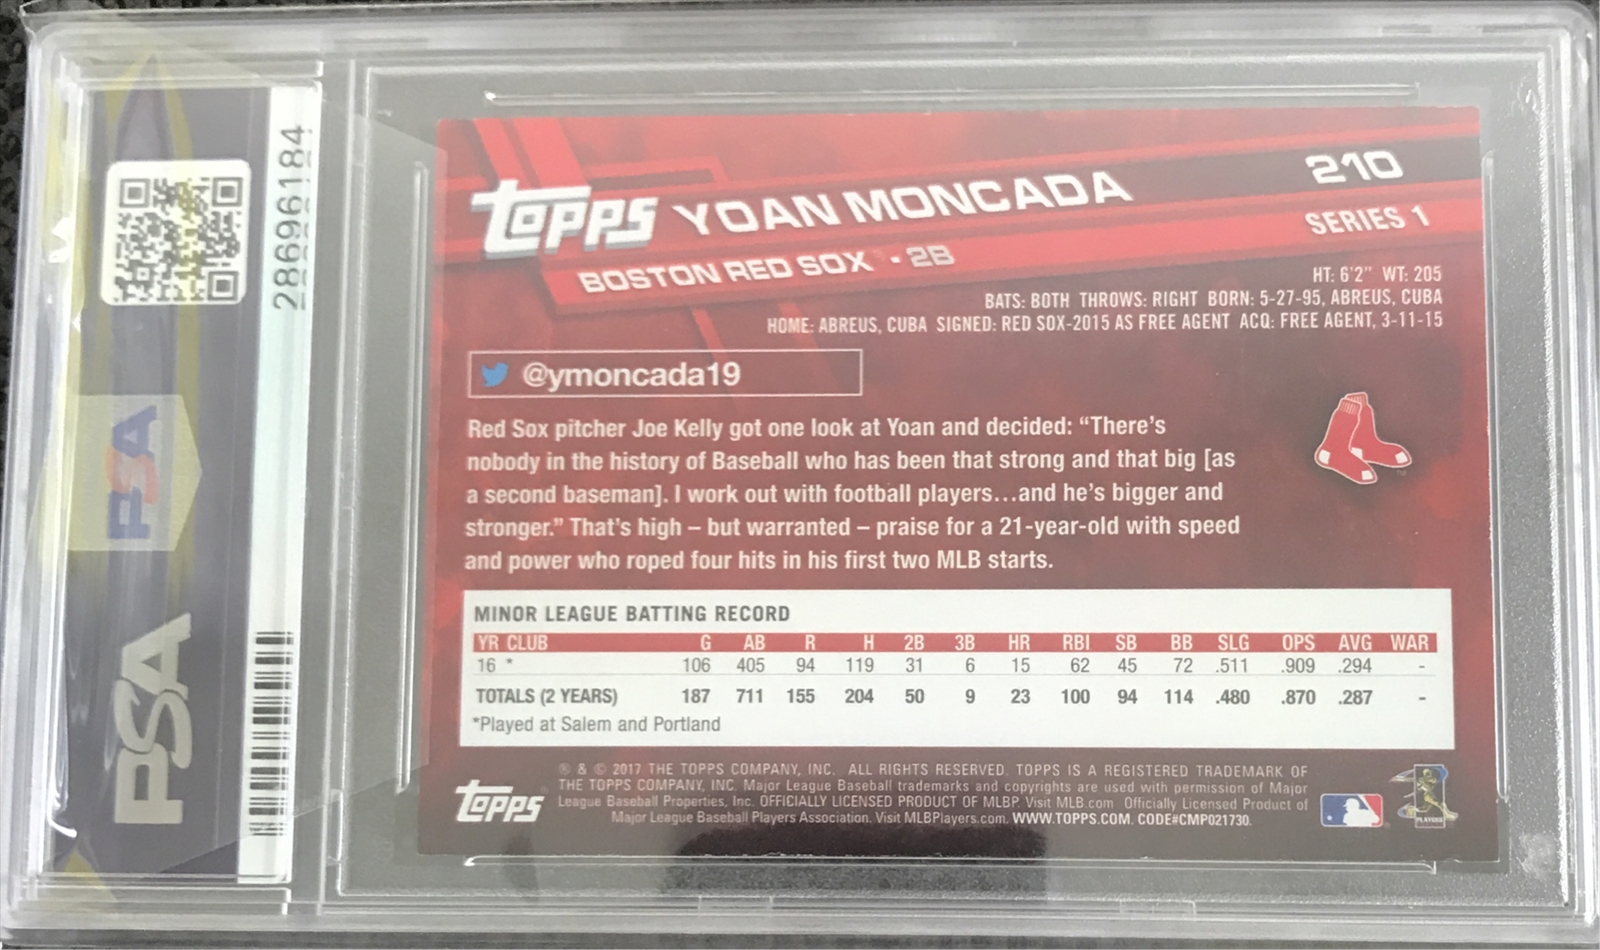 28696184
PSA
PSA
TOPPS YOAN MONCADA 210
BOSTON RED SOX • 2B SERIES 1
HT: 6'2" WT: 205
BATS: BOTH THROWS: RIGHT BORN: 5-27-95, ABREUS, CUBA
HOME: ABREUS, CUBA SIGNED: RED SOX-2015 AS FREE AGENT ACQ: FREE AGENT, 3-11-15
@ymoncada19
Red Sox pitcher Joe Kelly got one look at Yoan and decided: “There’s
nobody in the history of Baseball who has been that strong and that big [as
a second baseman]. I work out with football players…and he’s bigger and
stronger.” That’s high – but warranted – praise for a 21-year-old with speed
and power who roped four hits in his first two MLB starts.
MINOR LEAGUE BATTING RECORD
YR CLUB G AB R H 2B 3B HR RBI SB BB SLG OPS AVG WAR
16 * 106 405 94 119 31 6 15 62 45 72 .511 .909 .294 -
TOTALS (2 YEARS) 187 711 155 204 50 9 23 100 94 114 .480 .870 .287 -
*Played at Salem and Portland
TOPPS
® & © 2017 THE TOPPS COMPANY, INC. ALL RIGHTS RESERVED. TOPPS IS A REGISTERED TRADEMARK OF
THE TOPPS COMPANY, INC. Major League Baseball trademarks and copyrights are used with permission of Major
League Baseball Properties, Inc. OFFICIALLY LICENSED PRODUCT OF MLBP. Visit MLB.com Officially Licensed Product of
Major League Baseball Players Association. Visit MLBPlayers.com. WWW.TOPPS.COM. CODE#CMP021730.
PLAYERS